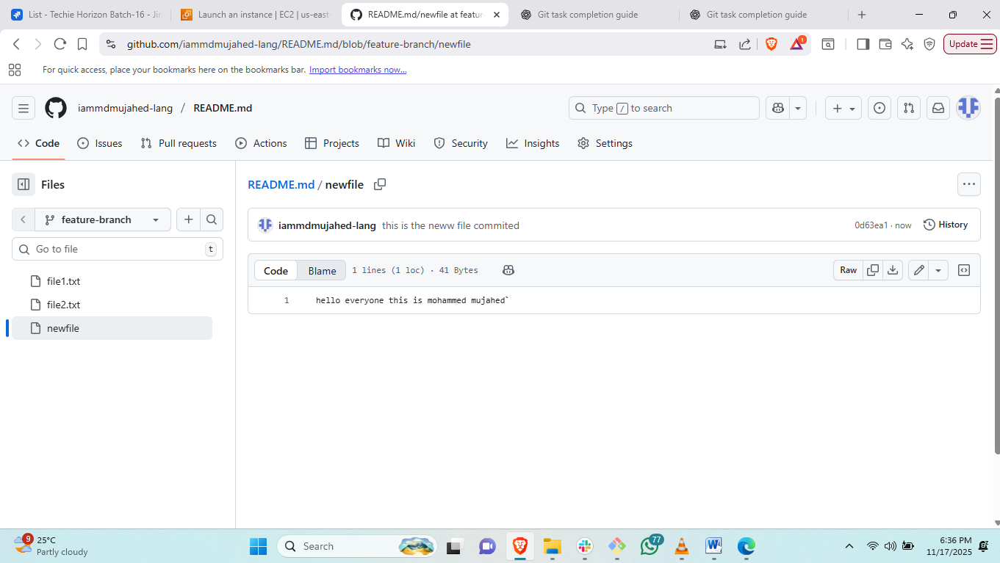 List - Techie Horizon Batch-16 - Jira
Launch an instance | EC2 | us-east-
README.md/newfile at featur
Git task completion guide
Git task completion guide
github.com/iammdmujahed-lang/README.md/blob/feature-branch/newfile
1
Update
For quick access, place your bookmarks here on the bookmarks bar. Import bookmarks now...
iammdmujahed-lang / README.md
Type / to search
Code Issues Pull requests Actions Projects Wiki Security Insights Settings
Files
README.md / newfile
feature-branch
iammdmujahed-lang this is the neww file commited
0d63ea1 · now History
Go to file t
Code Blame 1 lines (1 loc) · 41 Bytes
Raw
file1.txt
1 hello everyone this is mohammed mujahed`
file2.txt
newfile
9
25°C
Partly cloudy
Search
77
6:36 PM
11/17/2025